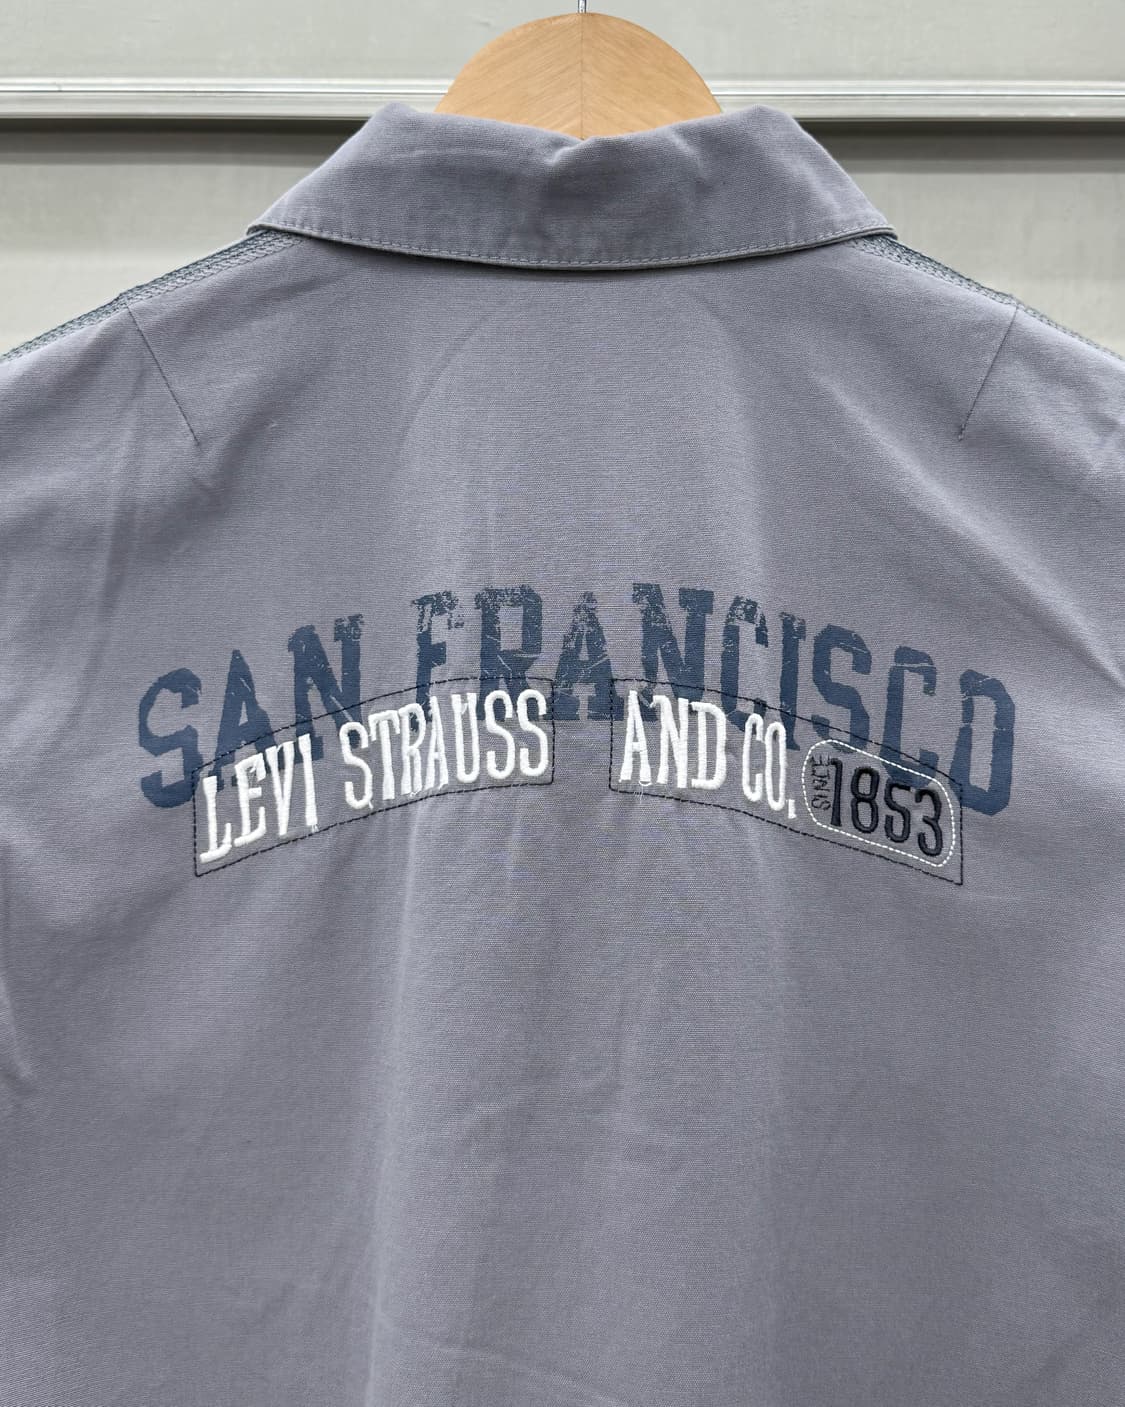 SAN FRANCISCO
LEVI STRAUSS AND CO.
SINCE 1853